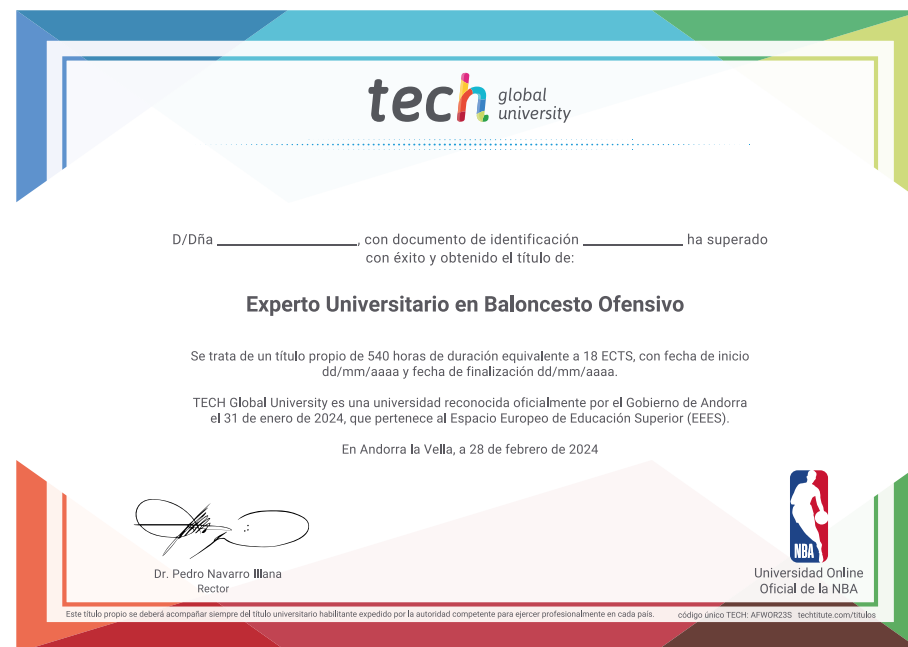 tech global university
D/Dña ____________________, con documento de identificación ______________ ha superado
con éxito y obtenido el título de:
Experto Universitario en Baloncesto Ofensivo
Se trata de un título propio de 540 horas de duración equivalente a 18 ECTS, con fecha de inicio
dd/mm/aaaa y fecha de finalización dd/mm/aaaa.
TECH Global University es una universidad reconocida oficialmente por el Gobierno de Andorra
el 31 de enero de 2024, que pertenece al Espacio Europeo de Educación Superior (EEES).
En Andorra la Vella, a 28 de febrero de 2024
Dr. Pedro Navarro Illana
Rector
NBA
Universidad Online
Oficial de la NBA
Este título propio se deberá acompañar siempre del título universitario habilitante expedido por la autoridad competente para ejercer profesionalmente en cada país.
código único TECH: AFWOR23S techtitute.com/titulos